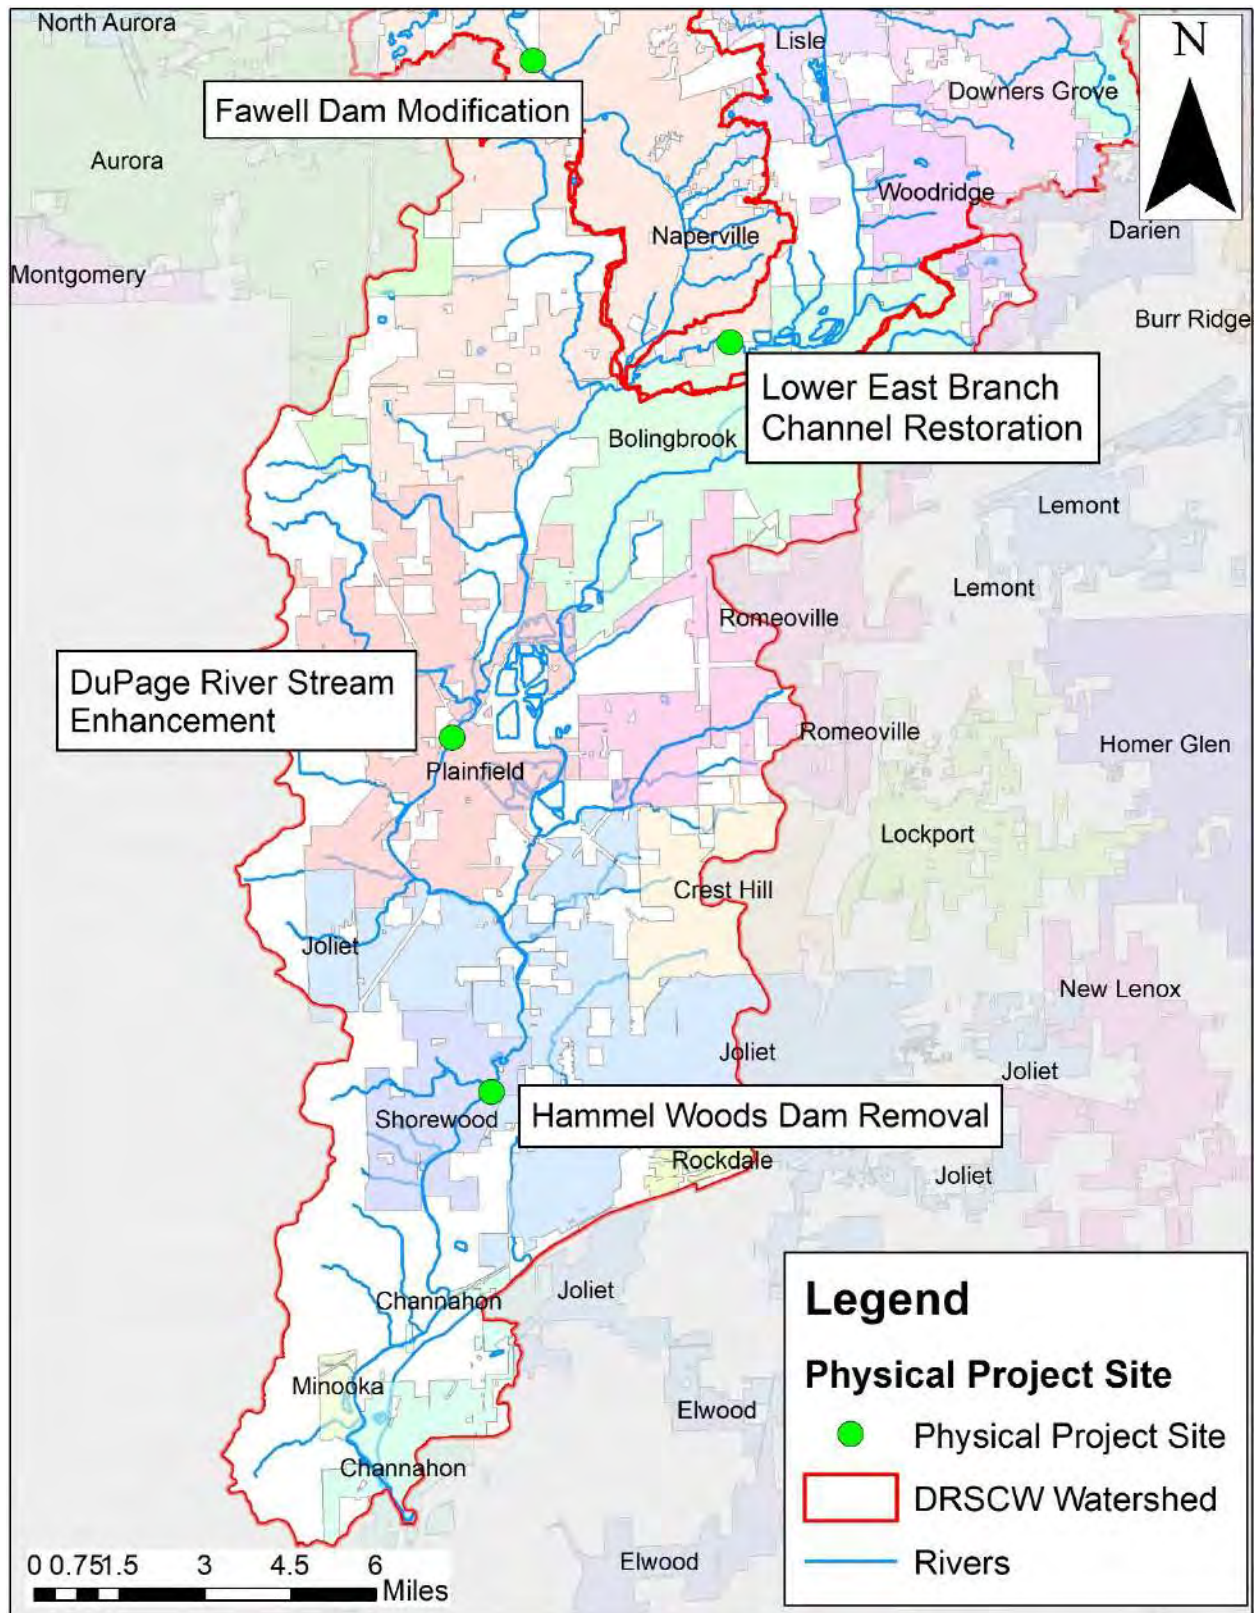 North Aurora
Lisle
N
Downers Grove
Fawell Dam Modification
Aurora
Woodridge
Naperville
Darien
Montgomery
Burr Ridge
Lower East Branch
Channel Restoration
Bolingbrook
Lemont
Lemont
Romeoville
DuPage River Stream
Enhancement
Romeoville
Homer Glen
Plainfield
Lockport
Crest Hill
Joliet
New Lenox
Joliet
Joliet
Shorewood
Hammel Woods Dam Removal
Rockdale
Joliet
Joliet
Channahon
Minooka
Elwood
Channahon
Elwood
Legend
Physical Project Site
Physical Project Site
DRSCW Watershed
Rivers
0 0.75 1.5 3 4.5 6
Miles